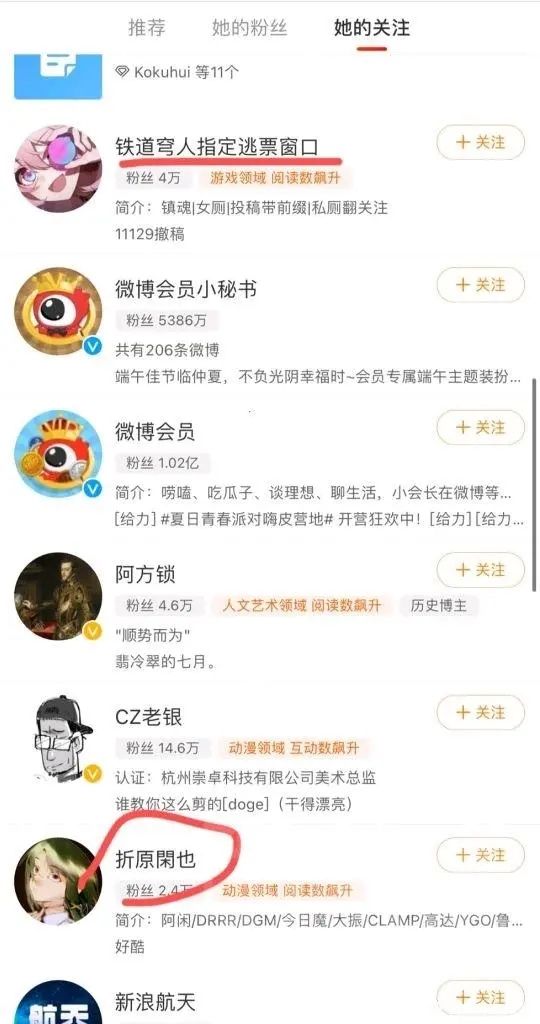 推荐 她的粉丝 她的关注
Kokuhui 等11个
铁道穹人指定逃票窗口
+ 关注
粉丝 4万 游戏领域 阅读数飙升
简介：镇魂|女厕|投稿带前缀|私厕翻关注
11129撤稿
微博会员小秘书
+ 关注
粉丝 5386万
共有206条微博
端午佳节临仲夏，不负光阴幸福时~会员专属端午主题装扮...
微博会员
+ 关注
粉丝 1.02亿
简介：唠嗑、吃瓜子、谈理想、聊生活，小会长在微博等...
[给力] #夏日青春派对嗨皮营地# 开营狂欢中！[给力] [给力...
阿方锁
+ 关注
粉丝 4.6万 人文艺术领域 阅读数飙升 历史博主
"顺势而为"
翡冷翠的七月。
CZ老银
+ 关注
粉丝 14.6万 动漫领域 互动数飙升
认证：杭州崇卓科技有限公司美术总监
谁教你这么剪的[doge]（干得漂亮）
折原閑也
+ 关注
粉丝 2.4万 动漫领域 阅读数飙升
简介：阿闲/DRRR/DGM/今日魔/大振/CLAMP/高达/YGO/鲁...
好酷
新浪航天
+ 关注